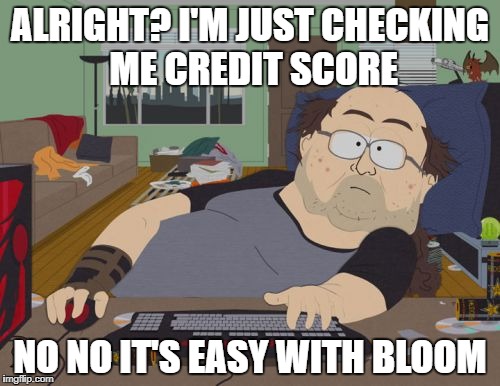 ALRIGHT? I'M JUST CHECKING
ME CREDIT SCORE
NO NO IT'S EASY WITH BLOOM
imgflip.com